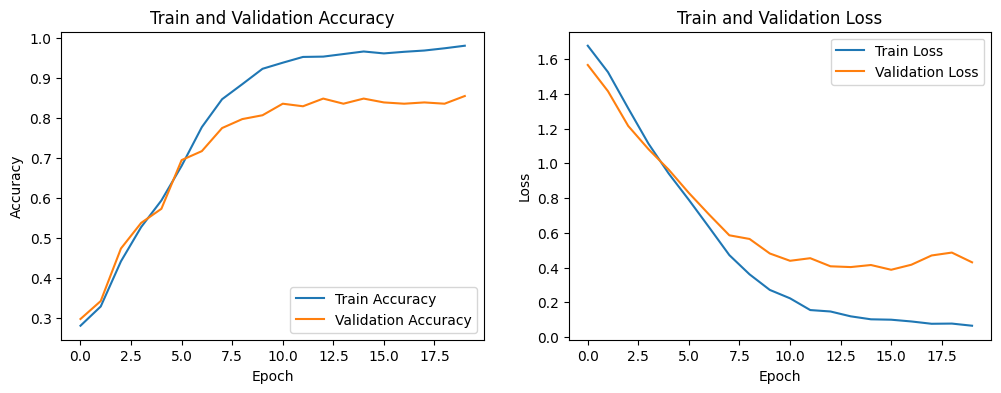 Train and Validation Accuracy
1.0
0.9
0.8
0.7
0.6
0.5
0.4
0.3
Accuracy
Train Accuracy
Validation Accuracy
0.0 2.5 5.0 7.5 10.0 12.5 15.0 17.5
Epoch
Train and Validation Loss
1.6
1.4
1.2
1.0
0.8
0.6
0.4
0.2
0.0
Loss
Train Loss
Validation Loss
0.0 2.5 5.0 7.5 10.0 12.5 15.0 17.5
Epoch